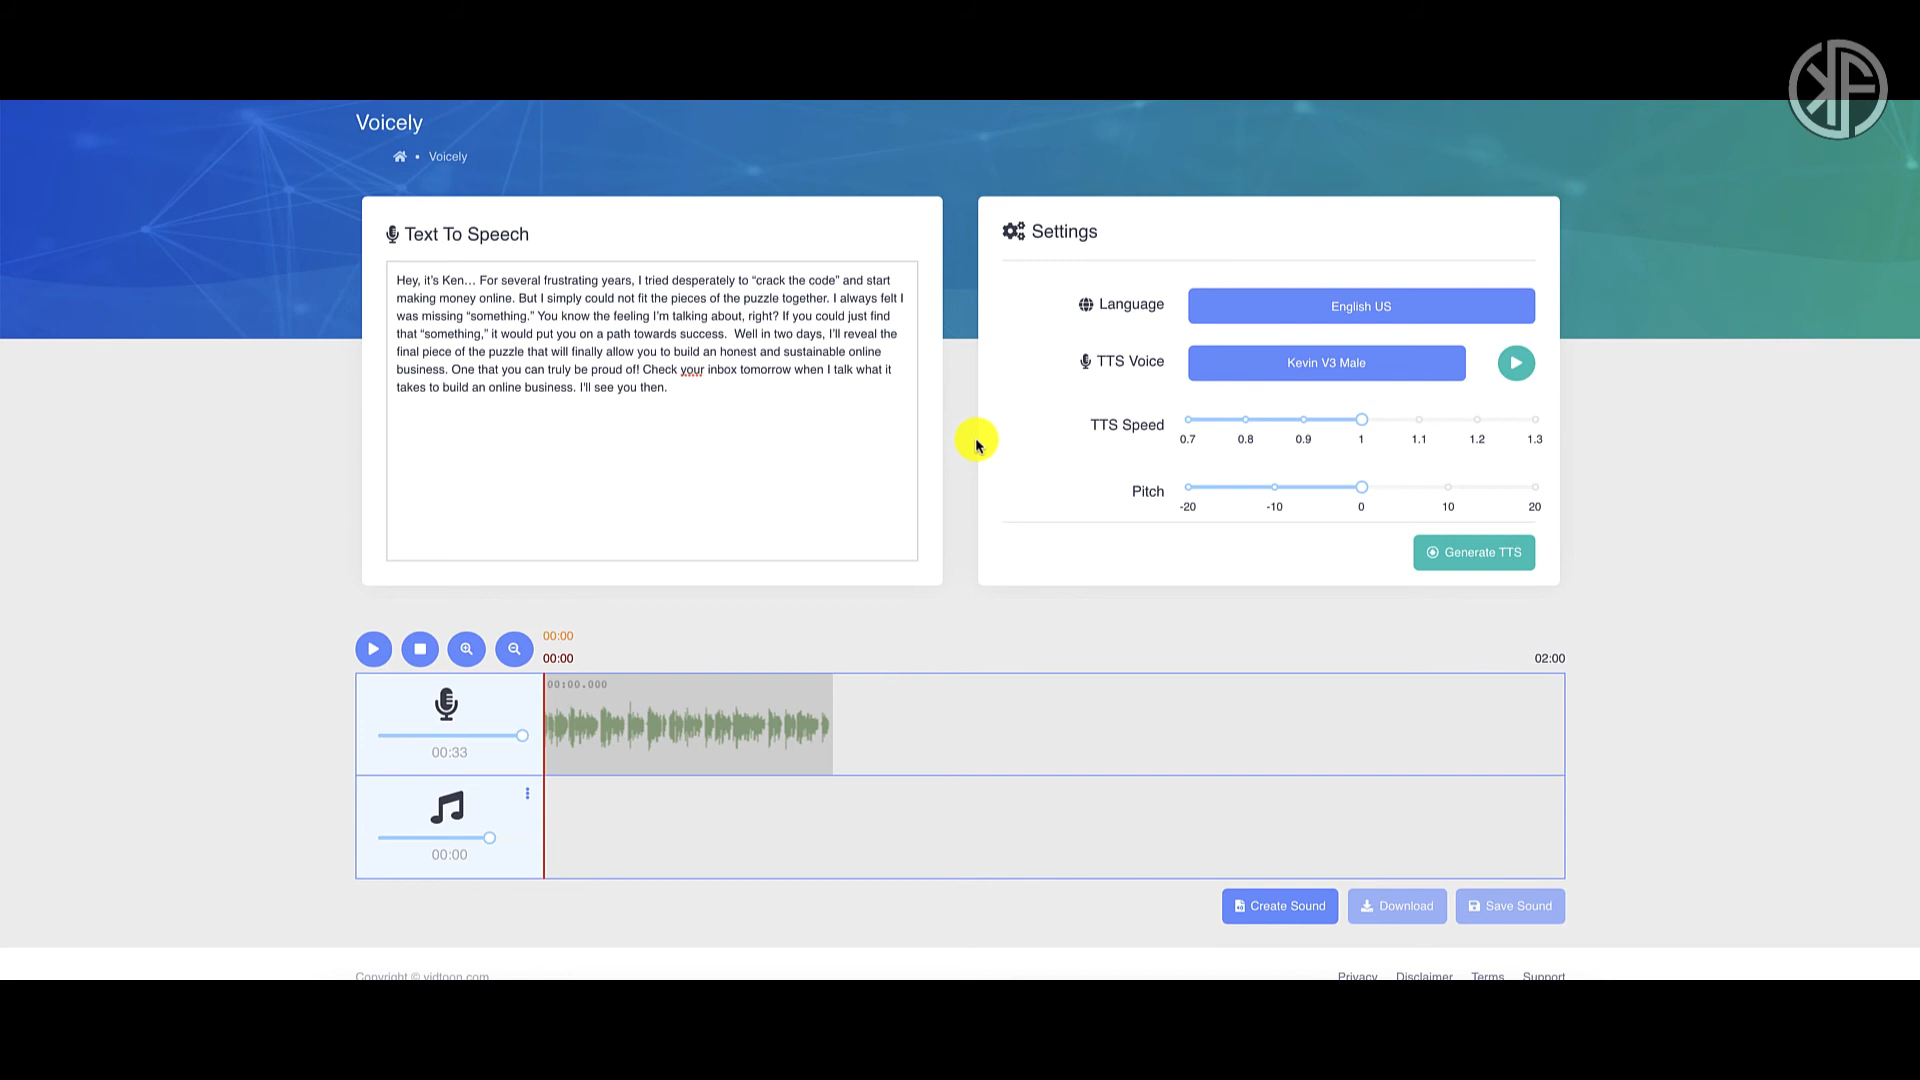 KF
Voicely
Voicely
Text To Speech
Hey, it's Ken… For several frustrating years, I tried desperately to “crack the code” and start
making money online. But I simply could not fit the pieces of the puzzle together. I always felt I
was missing “something.” You know the feeling I'm talking about, right? If you could just find
that “something,” it would put you on a path towards success.  Well in two days, I'll reveal the
final piece of the puzzle that will finally allow you to build an honest and sustainable online
business. One that you can truly be proud of! Check your inbox tomorrow when I talk what it
takes to build an online business. I'll see you then.
Settings
Language
English US
TTS Voice
Kevin V3 Male
TTS Speed
0.7 0.8 0.9 1 1.1 1.2 1.3
Pitch
-20 -10 0 10 20
Generate TTS
00:00
00:00
02:00
00:00.000
00:33
00:00
Create Sound
Download
Save Sound
Copyright © vidtoon.com
Privacy Disclaimer Terms Support